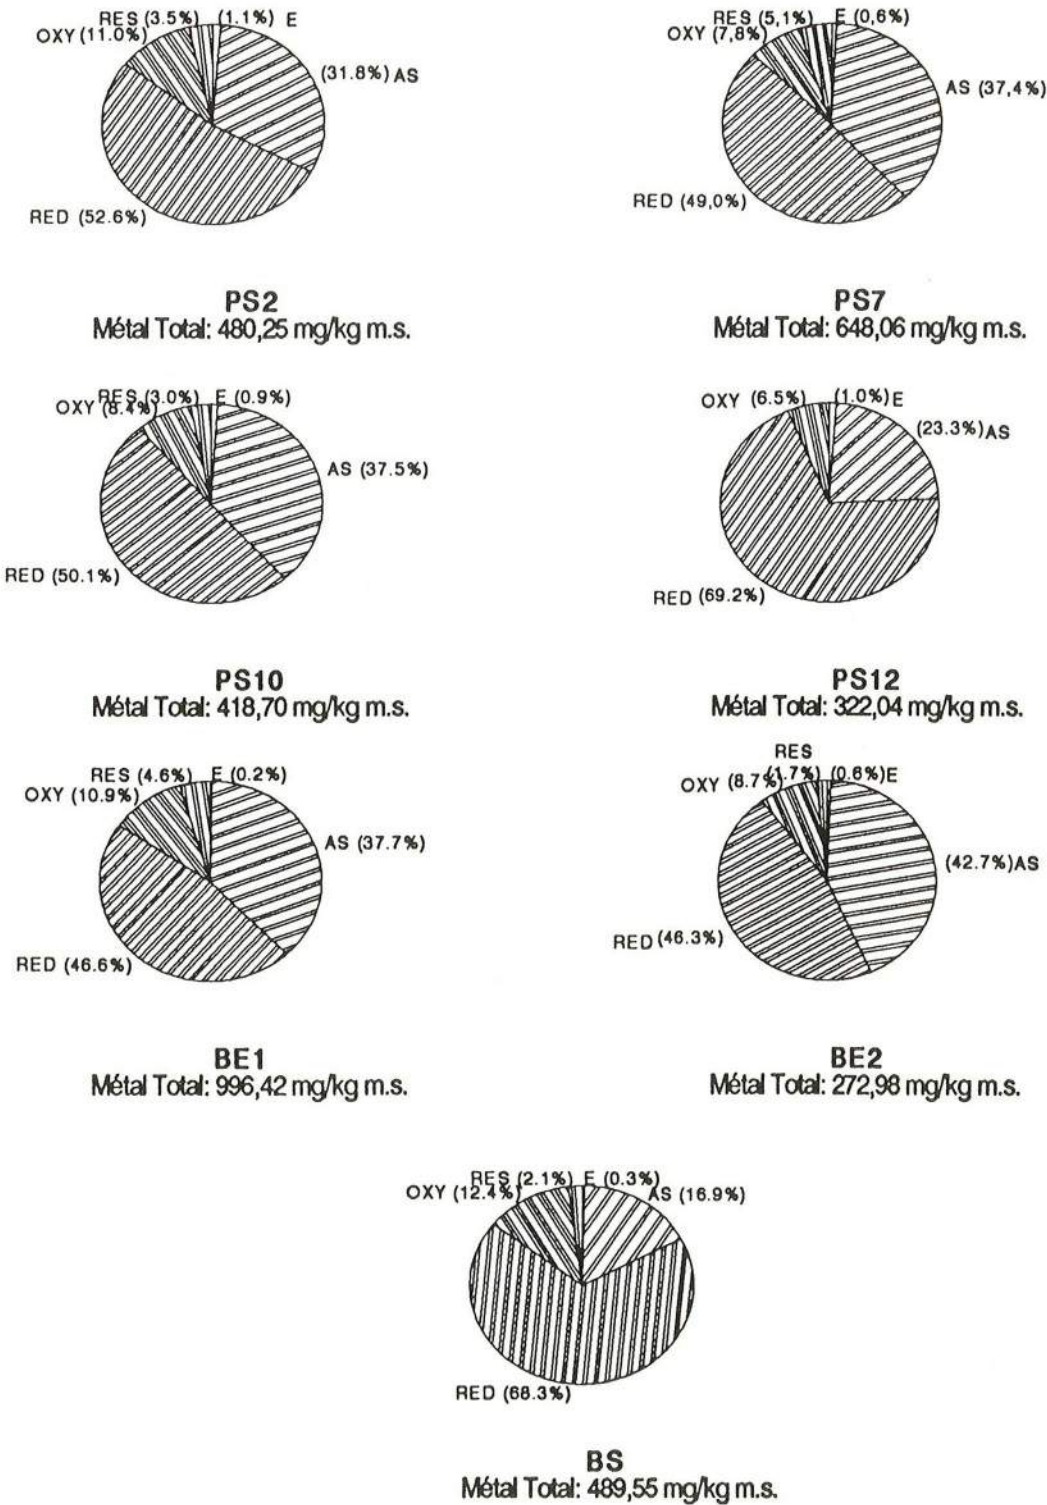 RES (3.5%) (1.1%) E
OXY (11.0%)
(31.8%) AS
RED (52.6%)
PS2
Métal Total: 480,25 mg/kg m.s.
RES (5,1%) E (0,6%)
OXY (7,8%)
AS (37,4%)
RED (49,0%)
PS7
Métal Total: 648,06 mg/kg m.s.
RES (3.0%) E (0.9%)
OXY (8.4%)
AS (37.5%)
RED (50.1%)
PS10
Métal Total: 418,70 mg/kg m.s.
OXY (6.5%) (1.0%) E
(23.3%) AS
RED (69.2%)
PS12
Métal Total: 322,04 mg/kg m.s.
RES (4.6%) E (0.2%)
OXY (10.9%)
AS (37.7%)
RED (46.6%)
BE1
Métal Total: 996,42 mg/kg m.s.
RES
OXY (8.7%) (1.7%) (0.6%) E
(42.7%) AS
RED (46.3%)
BE2
Métal Total: 272,98 mg/kg m.s.
RES (2.1%) E (0.3%)
OXY (12.4%) AS (16.9%)
RED (68.3%)
BS
Métal Total: 489,55 mg/kg m.s.